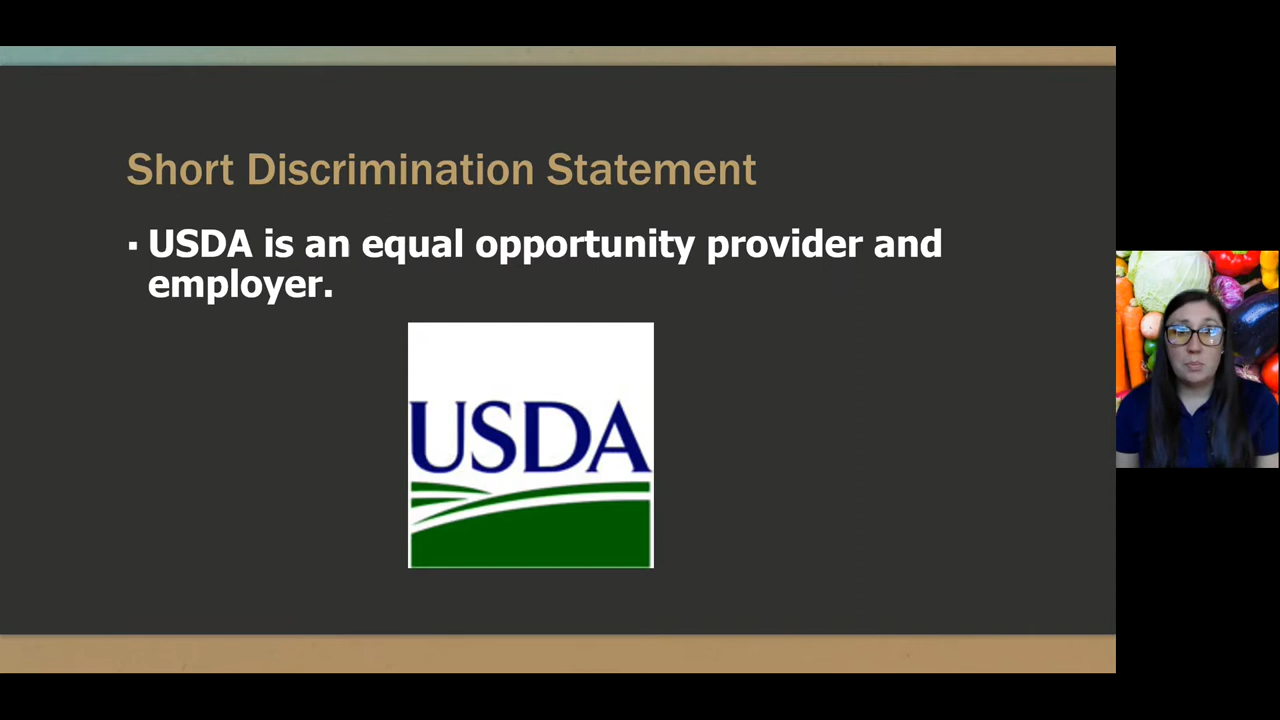 Short Discrimination Statement
▪ USDA is an equal opportunity provider and
employer.
USDA